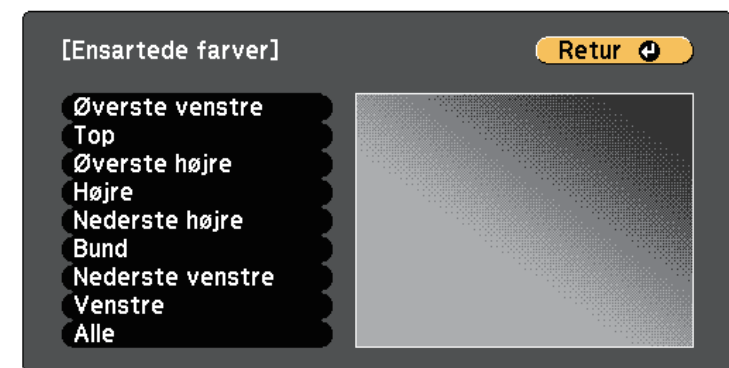 [Ensartede farver]
Retur
Øverste venstre
Top
Øverste højre
Højre
Nederste højre
Bund
Nederste venstre
Venstre
Alle